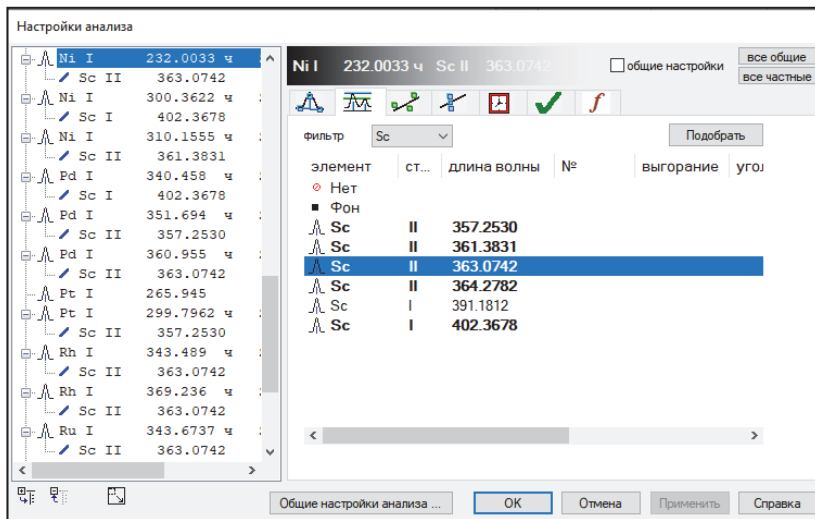 Настройки анализа
Ni I 232.0033 ч
Sc II 363.0742
Ni I 300.3622 ч
Sc I 402.3678
Ni I 310.1555 ч
Sc II 361.3831
Pd I 340.458 ч
Sc I 402.3678
Pd I 351.694 ч
Sc II 357.2530
Pd I 360.955 ч
Sc II 363.0742
Pt I 265.945
Pt I 299.7962 ч
Sc II 357.2530
Rh I 343.489 ч
Sc II 363.0742
Rh I 369.236 ч
Sc II 363.0742
Ru I 343.6737 ч
Sc II 363.0742
Ni I 232.0033 ч Sc II 363.0742
общие настройки
все общие
все частные
f
фильтр Sc
Подобрать
элемент ст... длина волны № выгорание
Нет
Фон
Sc II 357.2530
Sc II 361.3831
Sc II 363.0742
Sc II 364.2782
Sc I 391.1812
Sc I 402.3678
Общие настройки анализа ... OK Отмена Применить Справка